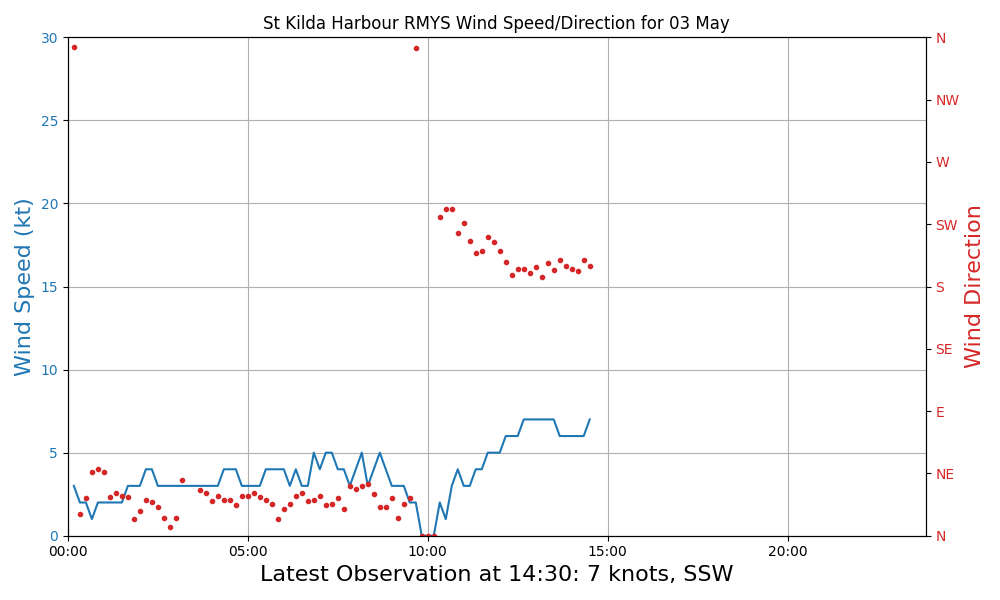 St Kilda Harbour RMYS Wind Speed/Direction for 03 May
30
25
20
15
10
5
0
Wind Speed (kt)
N
NW
W
SW
S
SE
E
NE
N
Wind Direction
00:00
05:00
10:00
15:00
20:00
Latest Observation at 14:30: 7 knots, SSW